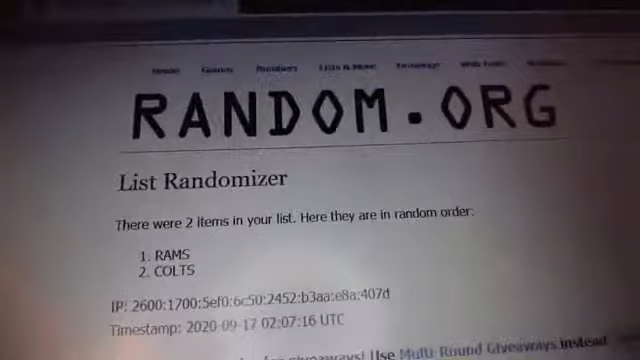 RANDOM.ORG
List Randomizer
There were 2 items in your list. Here they are in random order:
1. RAMS
2. COLTS
IP: 2600:1700:5ef0:6c50:2452:b3aa:e8a:407d
Timestamp: 2020-09-17 02:07:16 UTC
for giveaways! Use Multi-Round Giveaways instead